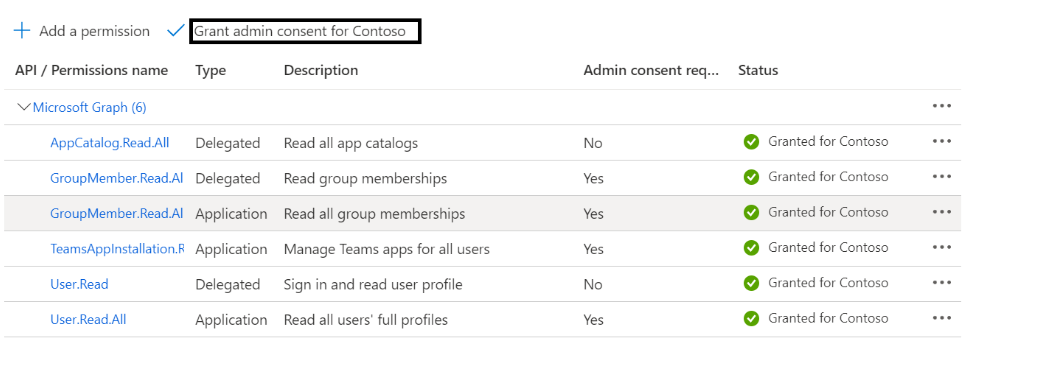 Add a permission Grant admin consent for Contoso
API / Permissions name Type Description Admin consent req... Status
Microsoft Graph (6)
AppCatalog.Read.All Delegated Read all app catalogs No Granted for Contoso
GroupMember.Read.Al Delegated Read group memberships Yes Granted for Contoso
GroupMember.Read.Al Application Read all group memberships Yes Granted for Contoso
TeamsAppInstallation.R Application Manage Teams apps for all users Yes Granted for Contoso
User.Read Delegated Sign in and read user profile No Granted for Contoso
User.Read.All Application Read all users' full profiles Yes Granted for Contoso